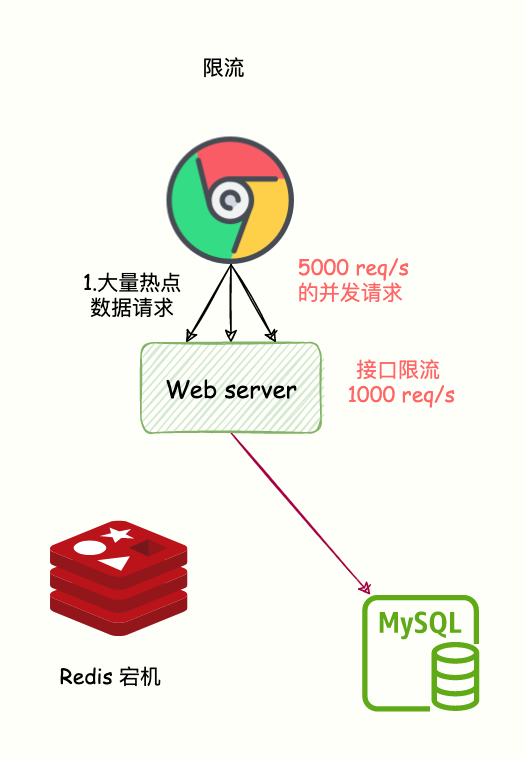 限流
1.大量热点
数据请求
5000 req/s
的并发请求
Web server
接口限流
1000 req/s
MySQL
Redis 宕机